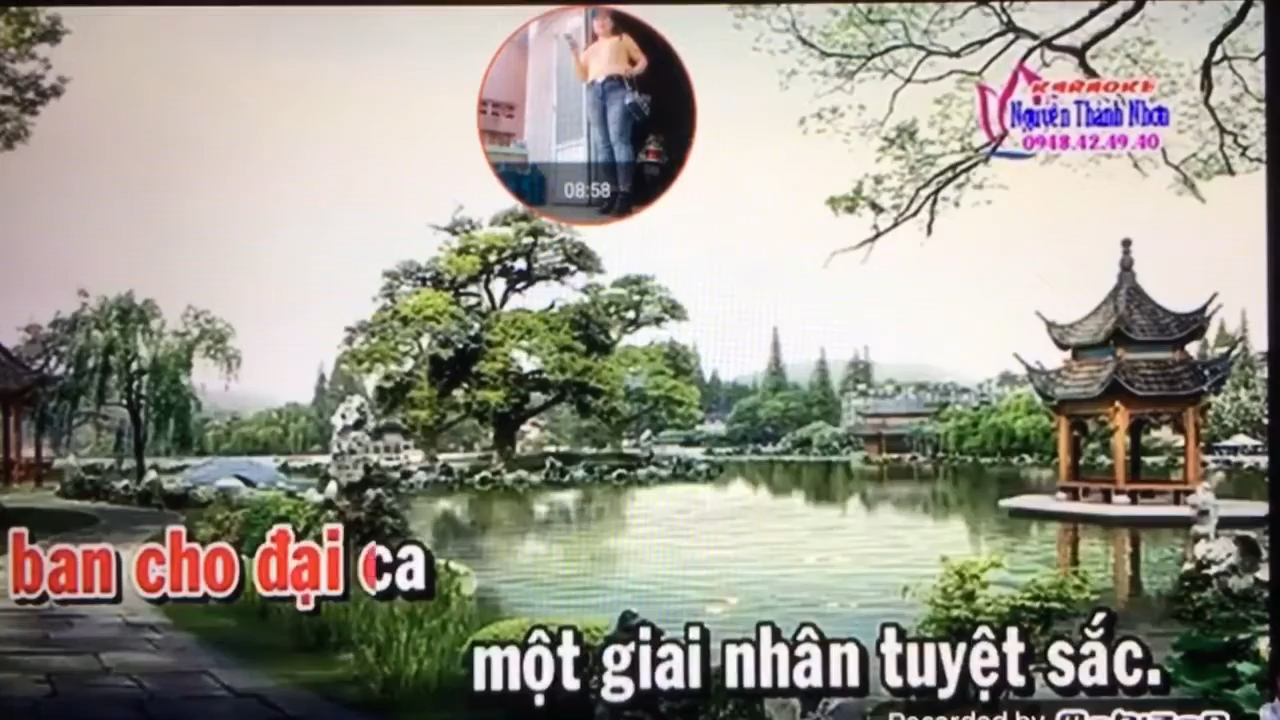 KARAOKE
Nguyễn Thành Nhơn
0948.42.49.40
08:58
ban cho đại ca
một giai nhân tuyệt sắc.
Recorded by